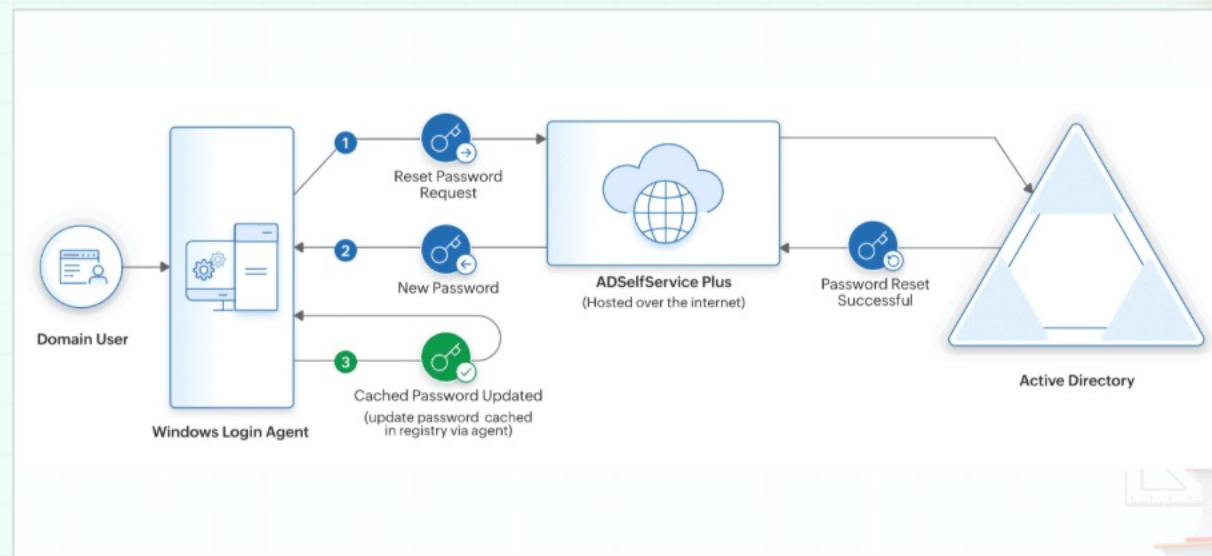 1
Reset Password
Request
2
New Password
3
Cached Password Updated
(update password cached
in registry via agent)
Domain User
Windows Login Agent
ADSelfService Plus
(Hosted over the internet)
Password Reset
Successful
Active Directory